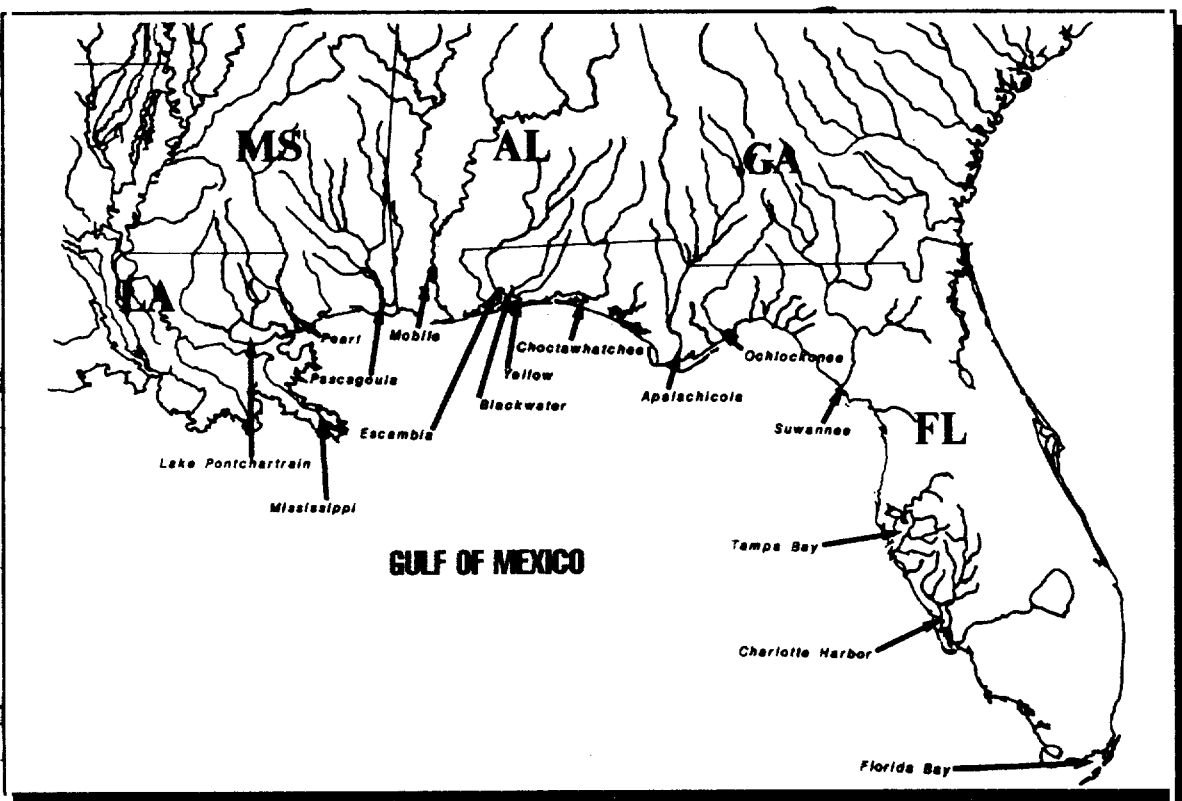 MS
AL
GA
LA
Pearl
Mobile
Choctawhatchee
Ochlockonee
Pascagoula
Yellow
Apalachicola
Blackwater
Suwannee
Escambia
FL
Lake Pontchartrain
Mississippi
Tampa Bay
GULF OF MEXICO
Charlotte Harbor
Florida Bay